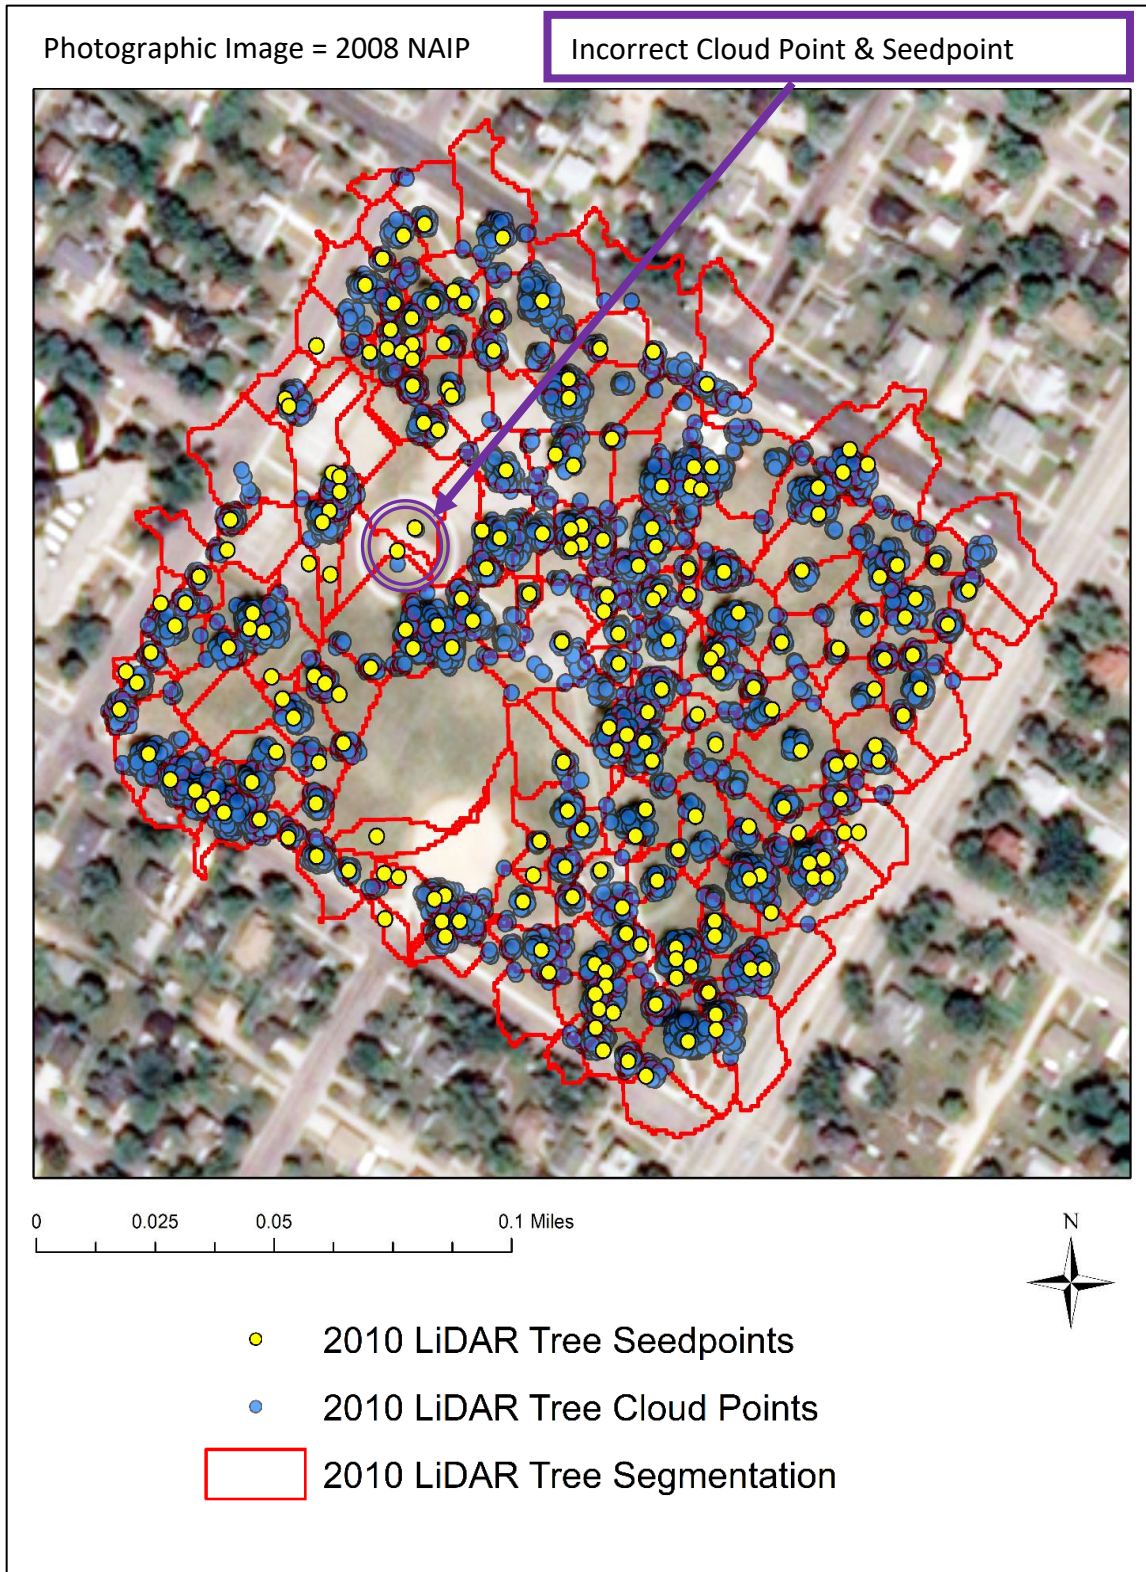 Photographic Image = 2008 NAIP
Incorrect Cloud Point & Seedpoint
0 0.025 0.05 0.1 Miles
N
2010 LiDAR Tree Seedpoints
2010 LiDAR Tree Cloud Points
2010 LiDAR Tree Segmentation